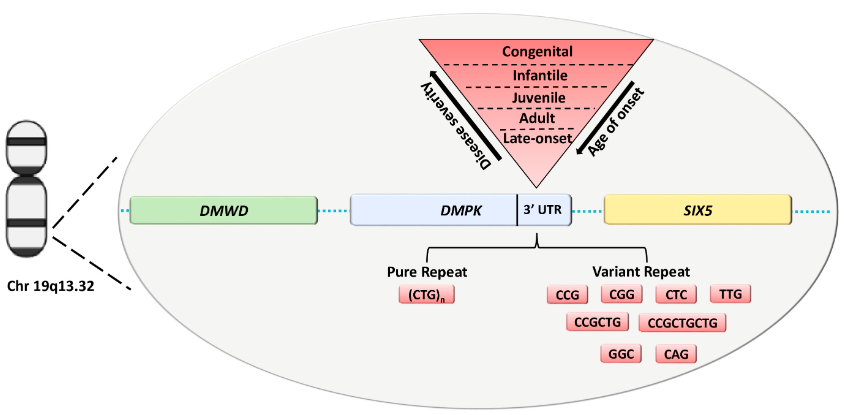 Congenital
Infantile
Juvenile
Adult
Late-onset
Disease severity
Age of onset
DMWD
DMPK
3’ UTR
SIX5
Chr 19q13.32
Pure Repeat
Variant Repeat
(CTG)n
CCG CGG CTC TTG
CCGCTG CCGCTGCTG
GGC CAG